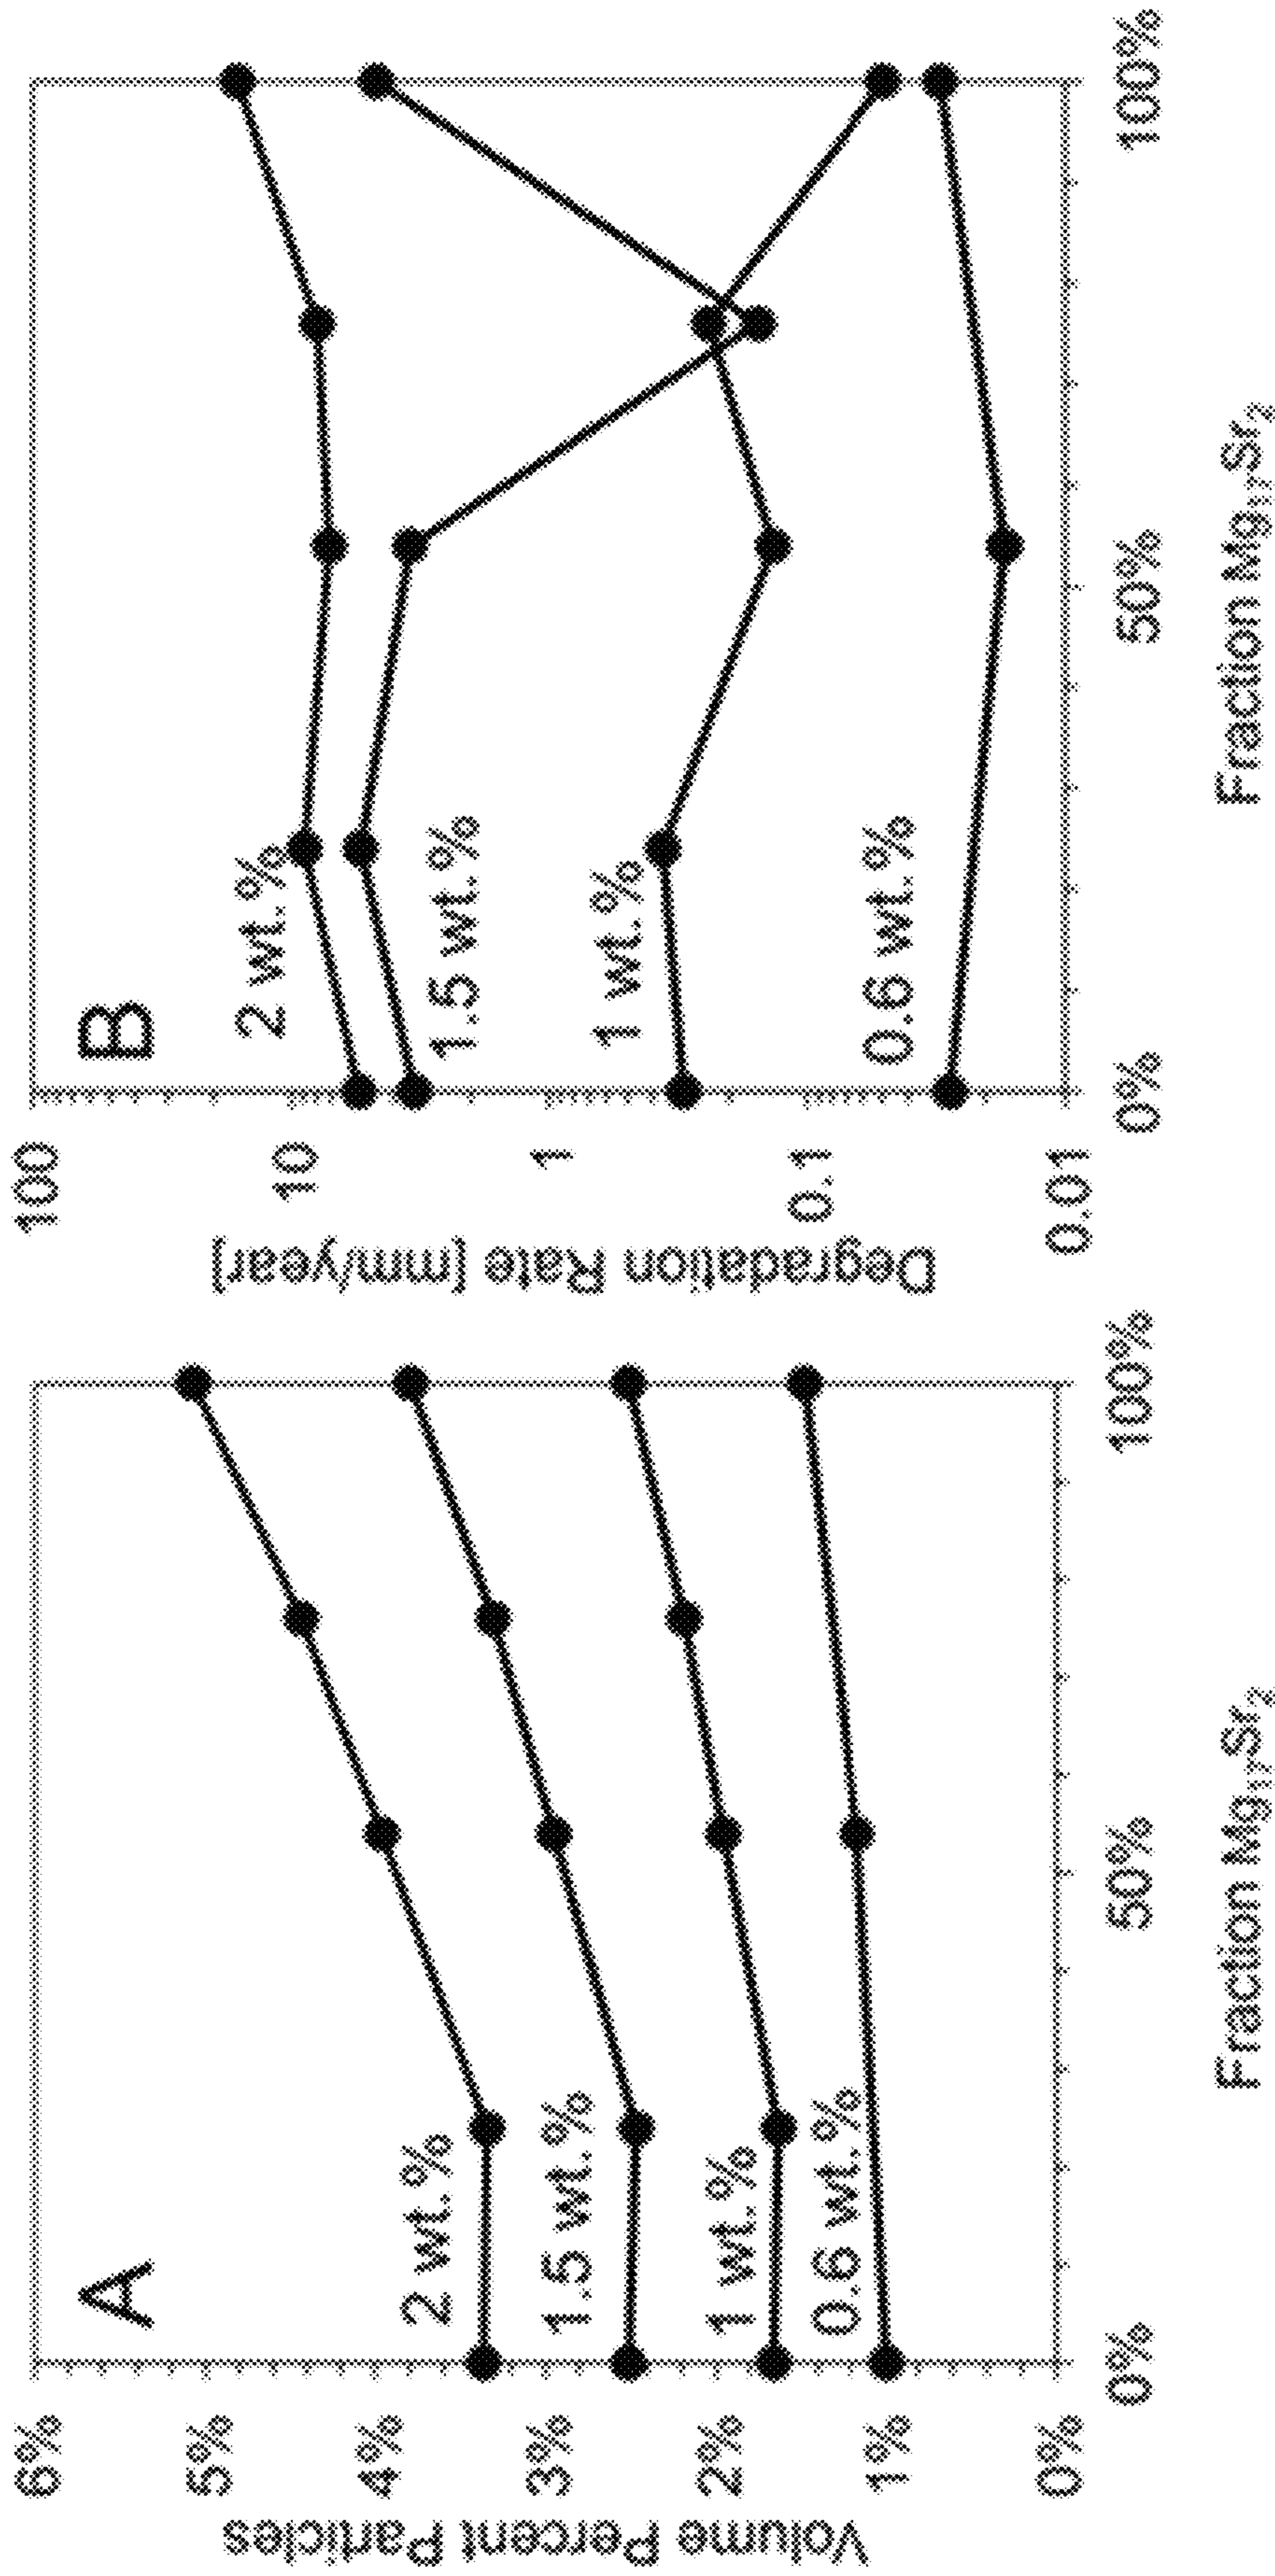 A
Volume Percent Particles
6%
5%
4%
3%
2%
1%
0%
2 wt.%
1.5 wt.%
1 wt.%
0.6 wt.%
0%
50%
100%
Fraction Mg₁₇Sr₂
B
Degradation Rate [mm/year]
100
10
1
0.1
0.01
2 wt.%
1.5 wt.%
1 wt.%
0.6 wt.%
0%
50%
100%
Fraction Mg₁₇Sr₂